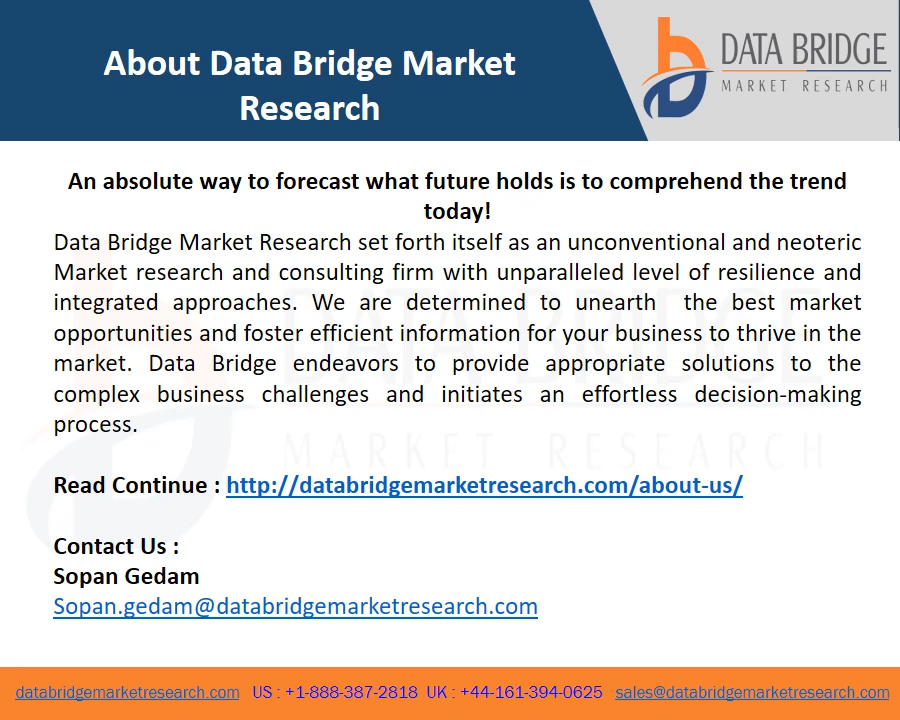 About Data Bridge Market
Research
DATA BRIDGE
MARKET RESEARCH
An absolute way to forecast what future holds is to comprehend the trend
today!
Data Bridge Market Research set forth itself as an unconventional and neoteric
Market research and consulting firm with unparalleled level of resilience and
integrated approaches. We are determined to unearth the best market
opportunities and foster efficient information for your business to thrive in the
market. Data Bridge endeavors to provide appropriate solutions to the
complex business challenges and initiates an effortless decision-making
process.
DATA BRIDGE
MARKET RESEARCH
Read Continue : http://databridgemarketresearch.com/about-us/
Contact Us :
Sopan Gedam
Sopan.gedam@databridgemarketresearch.com
databridgemarketresearch.com US : +1-888-387-2818 UK : +44-161-394-0625 sales@databridgemarketresearch.com